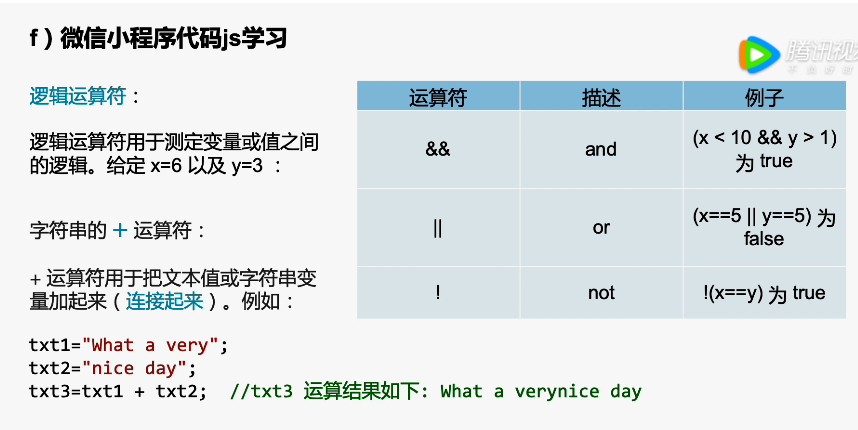 f）微信小程序代码js学习
腾讯视
逻辑运算符：
逻辑运算符用于测定变量或值之间
的逻辑。给定 x=6 以及 y=3 ：
字符串的 + 运算符：
+ 运算符用于把文本值或字符串变
量加起来（连接起来）。例如：
运算符 描述 例子
&& and (x < 10 && y > 1)
为 true
|| or (x==5 || y==5) 为
false
! not !(x==y) 为 true
txt1="What a very";
txt2="nice day";
txt3=txt1 + txt2;  //txt3 运算结果如下: What a verynice day